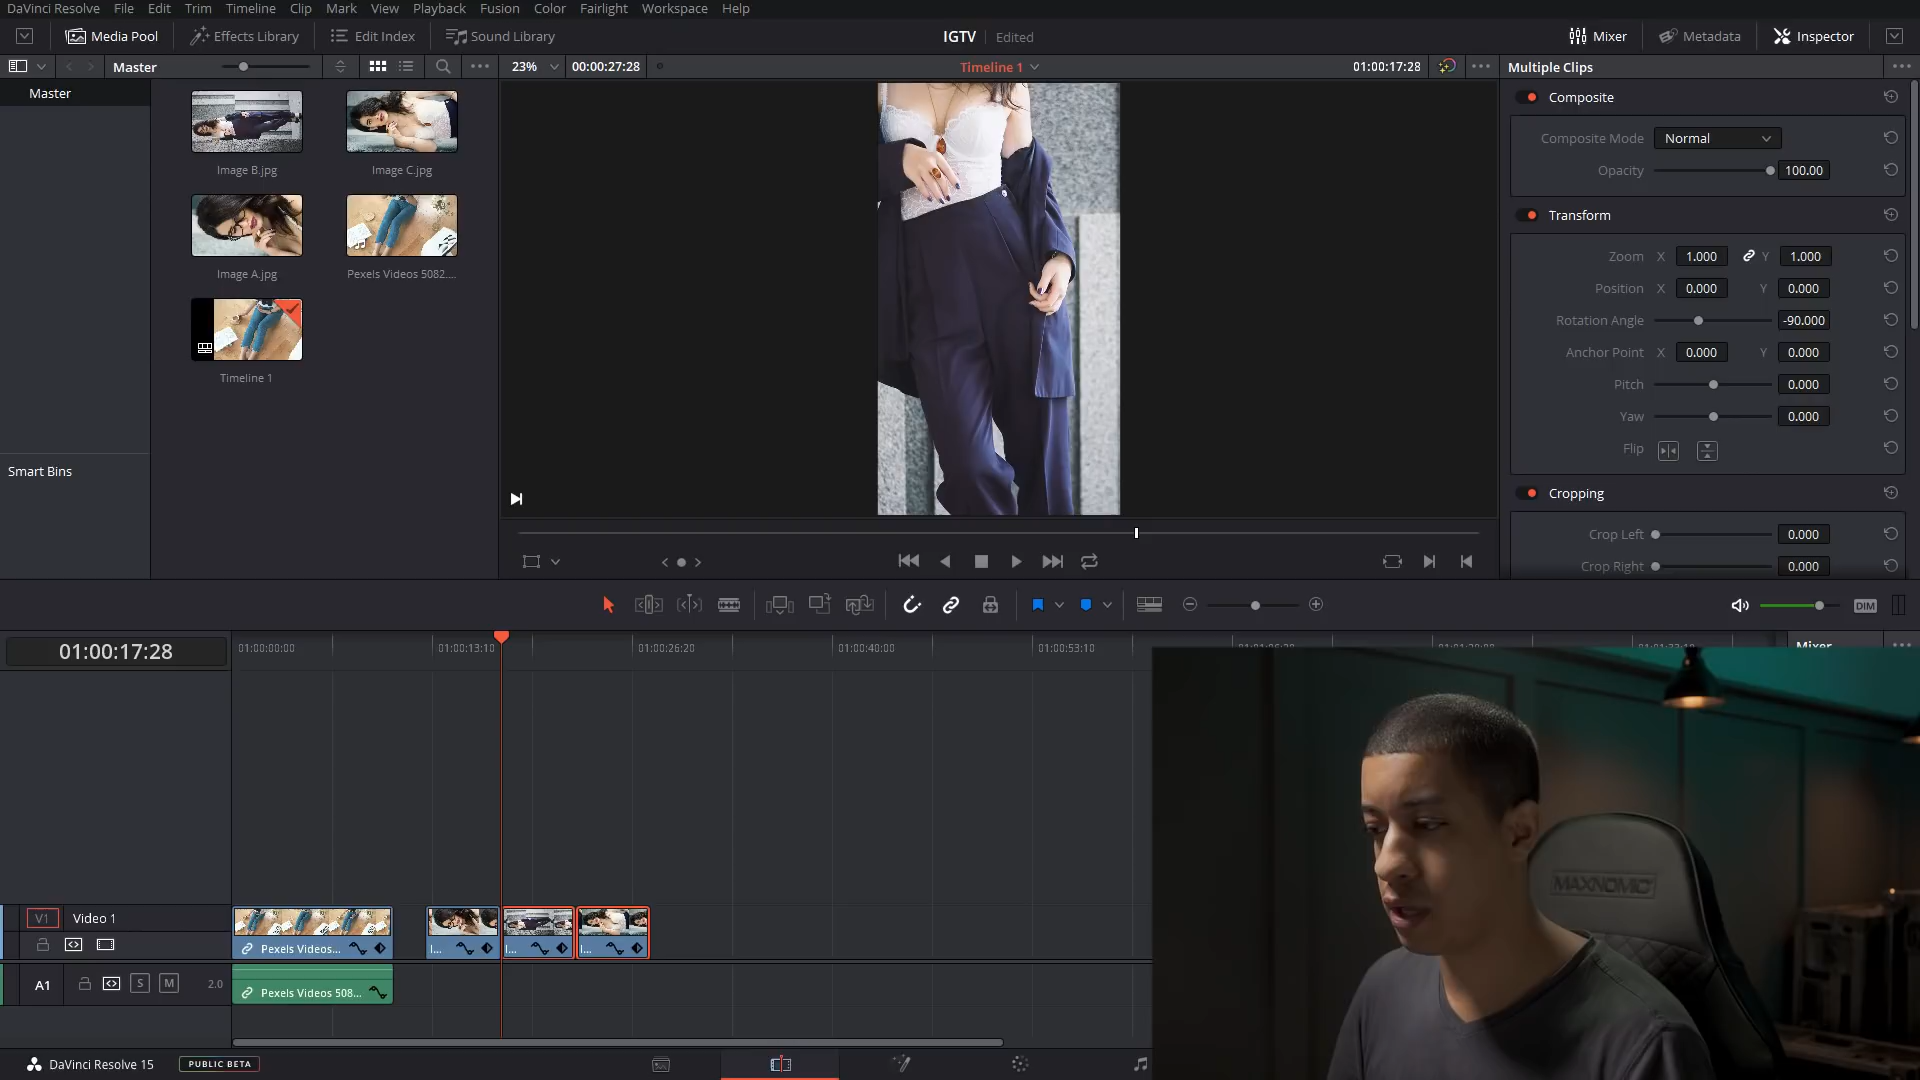 DaVinci Resolve File Edit Trim Timeline Clip Mark View Playback Fusion Color Fairlight Workspace Help
Media Pool Effects Library Edit Index Sound Library IGTV Edited Mixer Metadata Inspector
Master 23% 00:00:27:28 Timeline 1 01:00:17:28 Multiple Clips
Master
Composite
Composite Mode Normal
Opacity 100.00
Image B.jpg Image C.jpg
Transform
Zoom X 1.000 Y 1.000
Image A.jpg Pexels Videos 5082....
Position X 0.000 Y 0.000
Rotation Angle -90.000
Anchor Point X 0.000 Y 0.000
Timeline 1
Pitch 0.000
Yaw 0.000
Flip
Smart Bins
Cropping
Crop Left 0.000
Crop Right 0.000
DIM
01:00:17:28 01:00:00:00 01:00:13:10 01:00:26:20 01:00:40:00 01:00:53:10
Mixer
MAXNOMIC
V1 Video 1
Pexels Videos... I... I... I...
A1 S M 2.0 Pexels Videos 508...
DaVinci Resolve 15 PUBLIC BETA